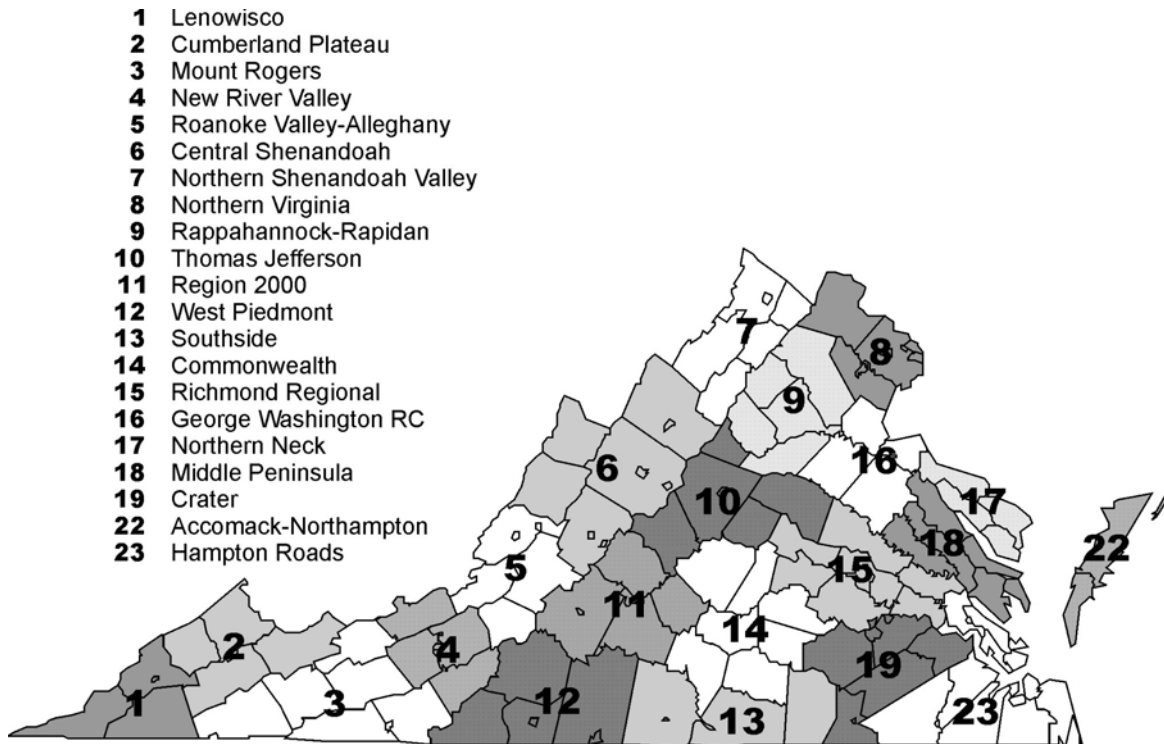 1 Lenowisco
2 Cumberland Plateau
3 Mount Rogers
4 New River Valley
5 Roanoke Valley-Alleghany
6 Central Shenandoah
7 Northern Shenandoah Valley
8 Northern Virginia
9 Rappahannock-Rapidan
10 Thomas Jefferson
11 Region 2000
12 West Piedmont
13 Southside
14 Commonwealth
15 Richmond Regional
16 George Washington RC
17 Northern Neck
18 Middle Peninsula
19 Crater
22 Accomack-Northampton
23 Hampton Roads
7
8
9
16
6
10
17
18
22
5
15
11
14
2
4
19
1
3
12
13
23